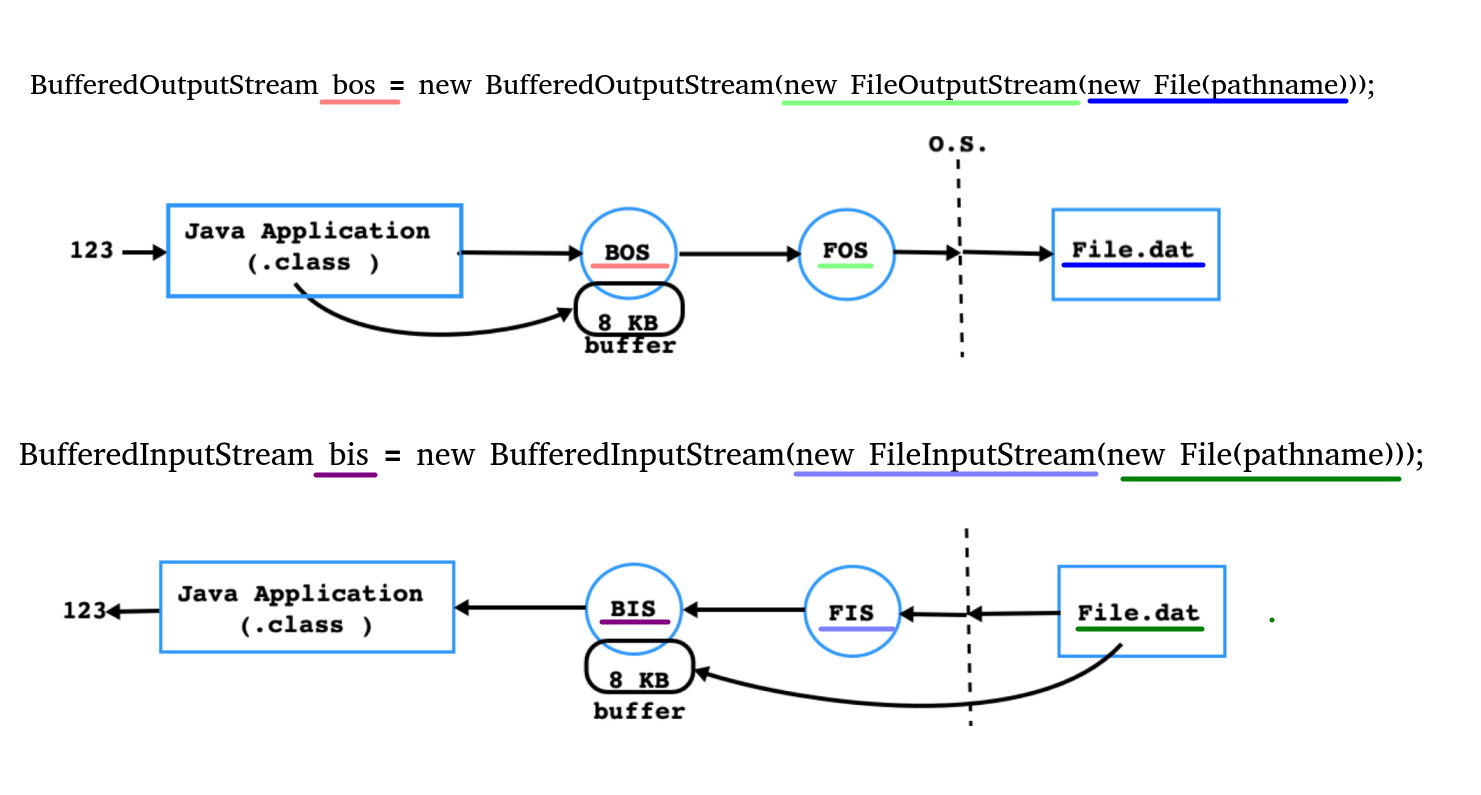 BufferedOutputStream bos = new BufferedOutputStream(new FileOutputStream(new File(pathname)));
O.S.
123
Java Application
(.class )
BOS
FOS
File.dat
8 KB
buffer
BufferedInputStream bis = new BufferedInputStream(new FileInputStream(new File(pathname)));
123
Java Application
(.class )
BIS
FIS
File.dat
8 KB
buffer